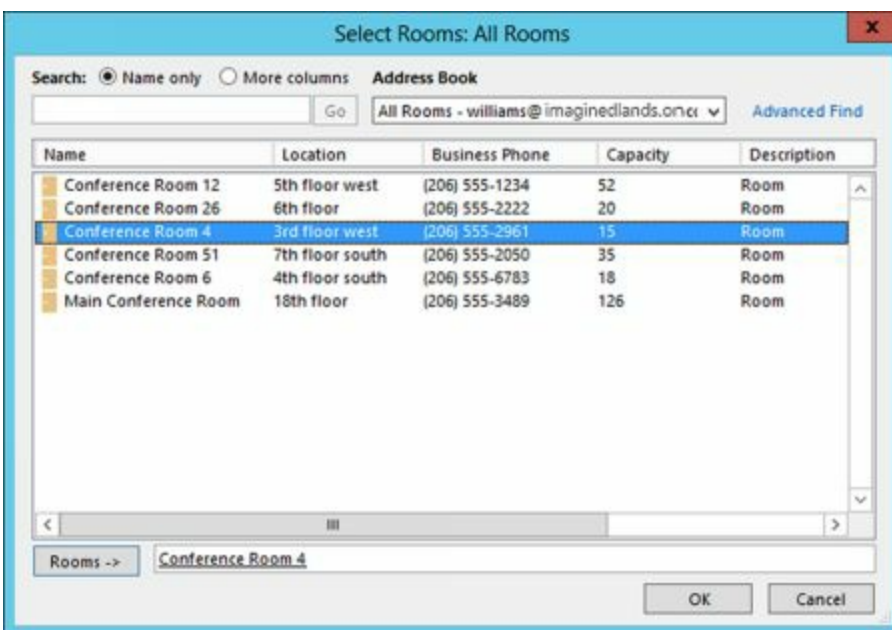 Select Rooms: All Rooms
x
Search: Name only More columns Address Book
Go All Rooms - williams@imaginedlands.onc Advanced Find
Name Location Business Phone Capacity Description
Conference Room 12 5th floor west (206) 555-1234 52 Room
Conference Room 26 6th floor (206) 555-2222 20 Room
Conference Room 4 3rd floor west (206) 555-2961 15 Room
Conference Room 51 7th floor south (206) 555-2050 35 Room
Conference Room 6 4th floor south (206) 555-6783 18 Room
Main Conference Room 18th floor (206) 555-3489 126 Room
Rooms -> Conference Room 4
OK Cancel